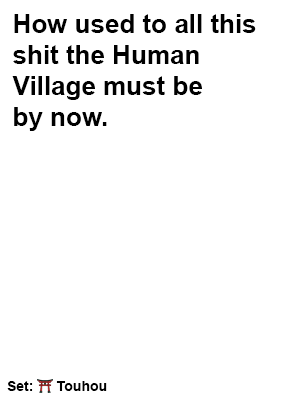 How used to all this
shit the Human
Village must be
by now.
Set: ⛩ Touhou